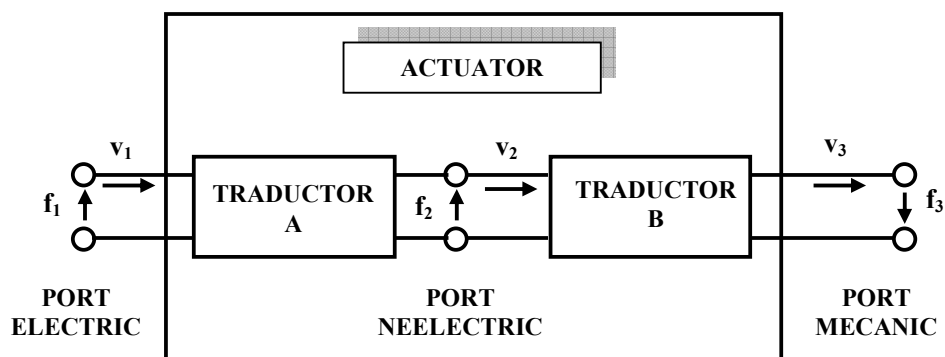 ACTUATOR
v₁
v₂
v₃
f₁
TRADUCTOR
A
f₂
TRADUCTOR
B
f₃
PORT
ELECTRIC
PORT
NEELECTRIC
PORT
MECANIC